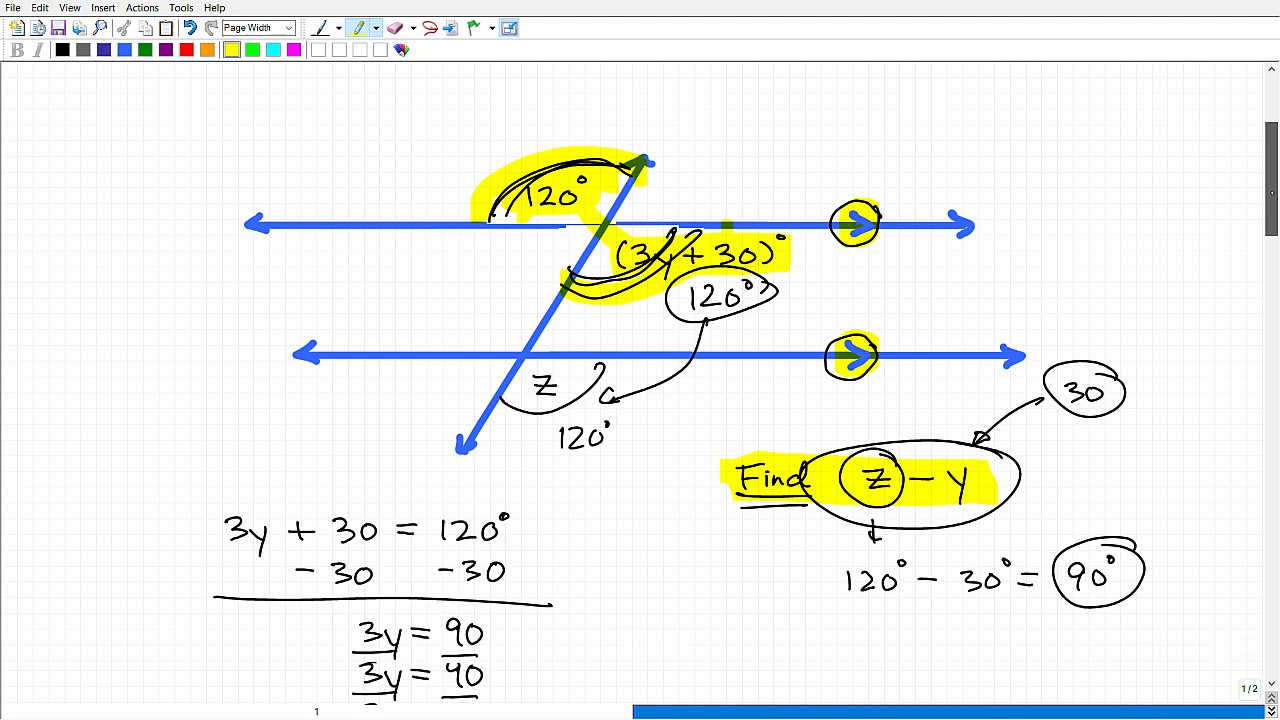 File Edit View Insert Actions Tools Help
Page Width
B I
120°
(3y + 30)°
120°
z
120°
30
Find z - y
3y + 30 = 120°
- 30 -30
120° - 30° = 90°
3y = 90
3y = 90
1/2
1